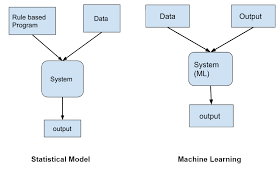 Rule based
Program
Data
System
output
Statistical Model
Data
Output
System
(ML)
output
Machine Learning